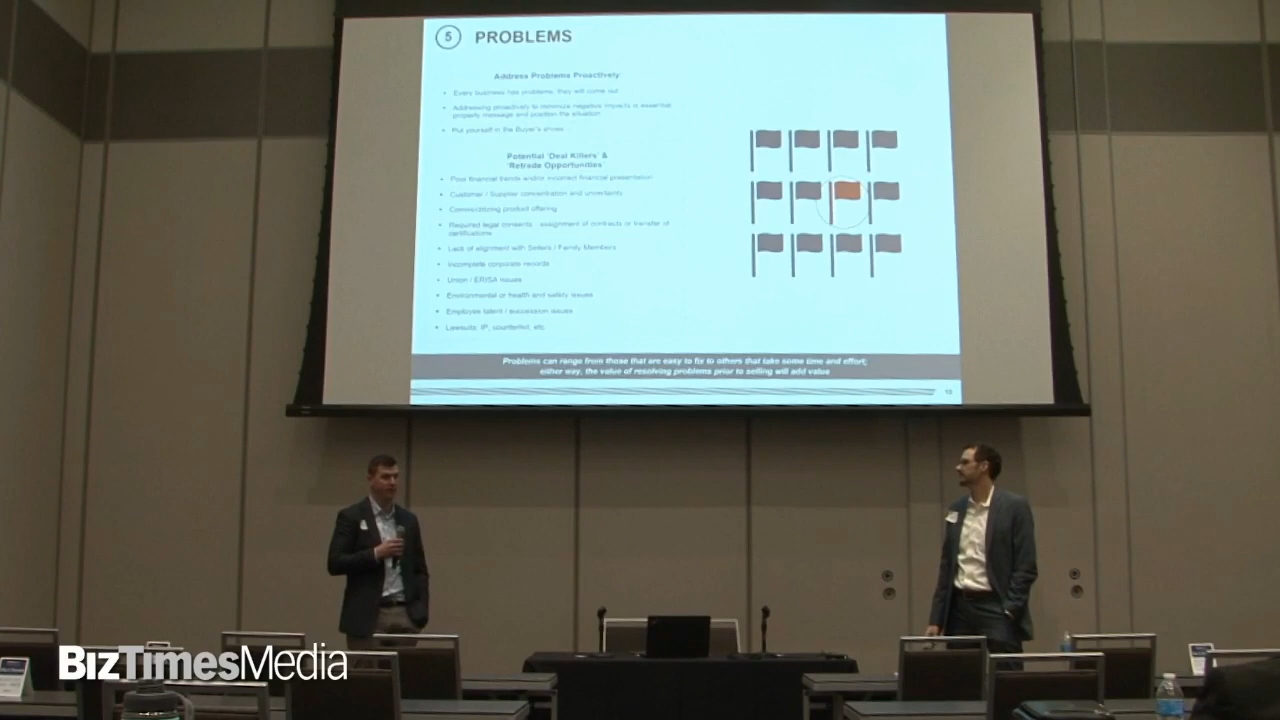 5 PROBLEMS
Address Problems Proactively
• Every business has problems, they will come out
• Addressing proactively to minimize negative impacts is essential;
properly message and position the situation
• Put yourself in the Buyer's shoes
Potential 'Deal Killers' &
'Retrade Opportunities'
• Poor financial trends and/or incorrect financial presentation
• Customer / Supplier concentration and uncertainty
• Commoditizing product offering
• Required legal consents - assignment of contracts or transfer of
certifications
• Lack of alignment with Sellers / Family Members
• Incomplete corporate records
• Union / ERISA issues
• Environmental or health and safety issues
• Employee talent / succession issues
• Lawsuits, IP, counterfeit, etc.
Problems can range from those that are easy to fix to others that take some time and effort;
either way, the value of resolving problems prior to selling will add value
BizTimesMedia